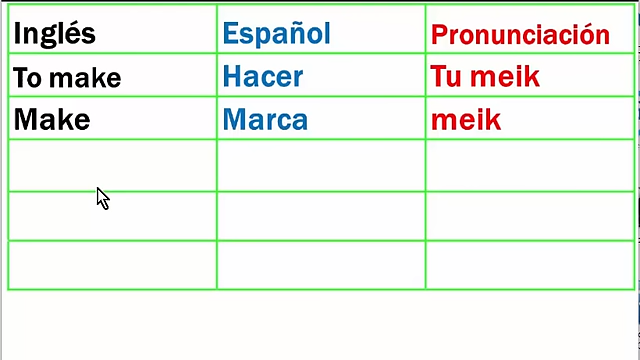 Inglés Español Pronunciación
To make Hacer Tu meik
Make Marca meik